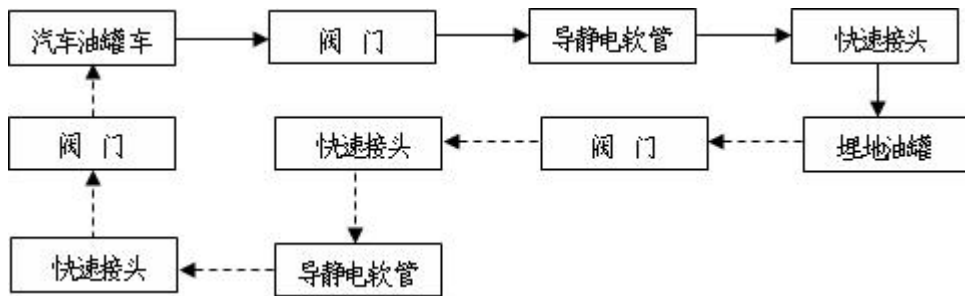 汽车油罐车
阀 门
导静电软管
快速接头
阀 门
快速接头
阀 门
埋地油罐
快速接头
导静电软管